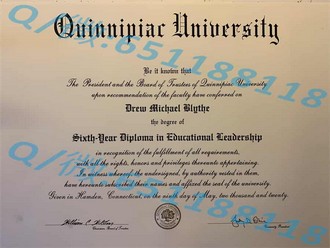 Quinnipiac University
Be it known that
The President and the Board of Trustees of Quinnipiac University
upon recommendation of the faculty have conferred on
Drew Michael Blythe
the degree of
Sixth-Year Diploma in Educational Leadership
in recognition of the fulfillment of all requirements,
with all the rights, honors and privileges thereunto appertaining.
In witness whereof, the undersigned, by authority vested in them,
have hereunto subscribed their names and affixed the seal of the university.
Given in Hamden, Connecticut, on the ninth day of May, two thousand and twenty
Q/微.651188118
Q/微.651188118